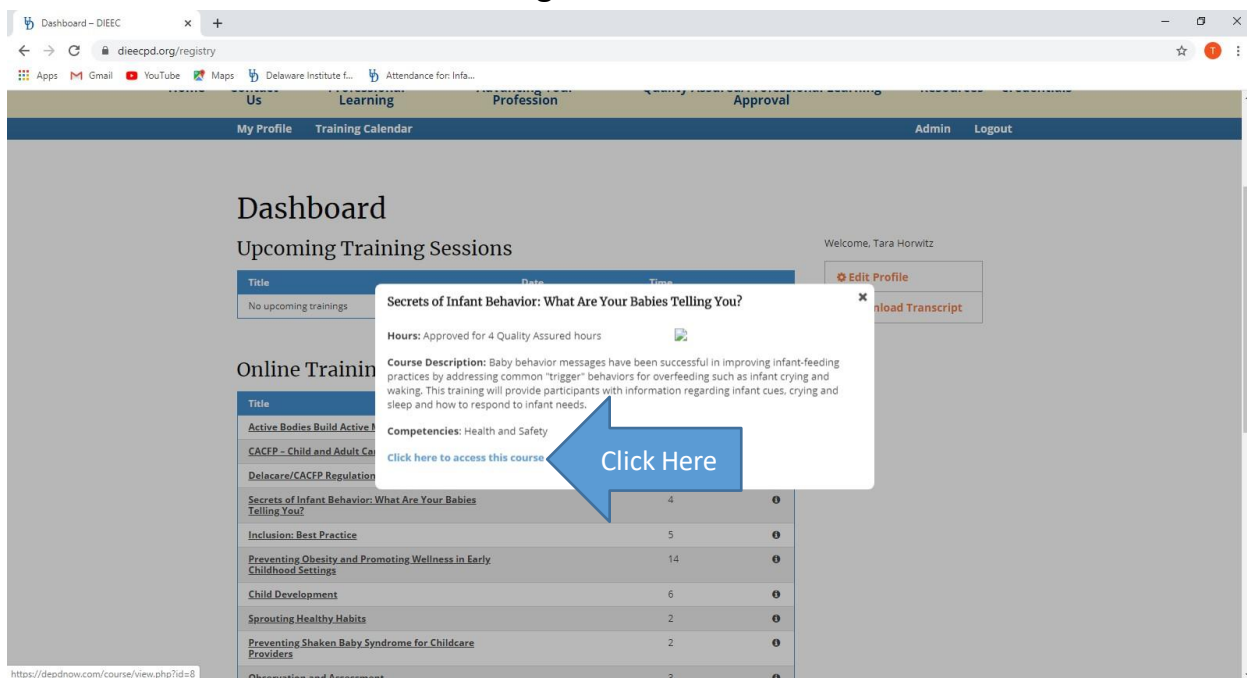 Dashboard – DIEEC
dieecpd.org/registry
Apps Gmail YouTube Maps Delaware Institute f... Attendance for: Infa...
Us Learning Profession Approval
My Profile Training Calendar Admin Logout
Dashboard
Upcoming Training Sessions
Welcome, Tara Horwitz
Title Date Time
Edit Profile
No upcoming trainings
nload Transcript
Secrets of Infant Behavior: What Are Your Babies Telling You?
Hours: Approved for 4 Quality Assured hours
Course Description: Baby behavior messages have been successful in improving infant-feeding
practices by addressing common "trigger" behaviors for overfeeding such as infant crying and
waking. This training will provide participants with information regarding infant cues, crying and
sleep and how to respond to infant needs.
Competencies: Health and Safety
Click here to access this course
Click Here
Online Trainin
Title
Active Bodies Build Active M
CACFP – Child and Adult Ca
Delacare/CACFP Regulation
Secrets of Infant Behavior: What Are Your Babies 4
Telling You?
Inclusion: Best Practice 5
Preventing Obesity and Promoting Wellness in Early 14
Childhood Settings
Child Development 6
Sprouting Healthy Habits 2
Preventing Shaken Baby Syndrome for Childcare 2
Providers
Observation and Assessment 3
https://depdnow.com/course/view.php?id=8